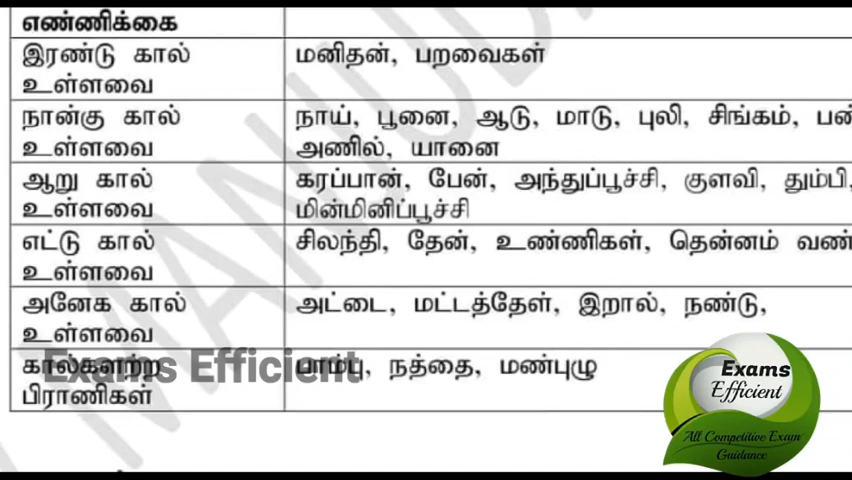 எண்ணிக்கை
இரண்டு கால் மனிதன், பறவைகள்
உள்ளவை
நான்கு கால் நாய், பூனை, ஆடு, மாடு, புலி, சிங்கம்,
உள்ளவை அணில், யானை
ஆறு கால் கரப்பான், பேன், அந்துப்பூச்சி, குளவி, தும்பி,
உள்ளவை மின்மினிப்பூச்சி
எட்டு கால் சிலந்தி, தேன், உண்ணிகள், தென்னம்
உள்ளவை
அனேக கால் அட்டை, மட்டத்தேள், இறால், நண்டு,
உள்ளவை
கால்களற்ற பாம்பு, நத்தை, மண்புழு
பிராணிகள்
Exams Efficient
Exams
Efficient
All Competitive Exam
Guidance